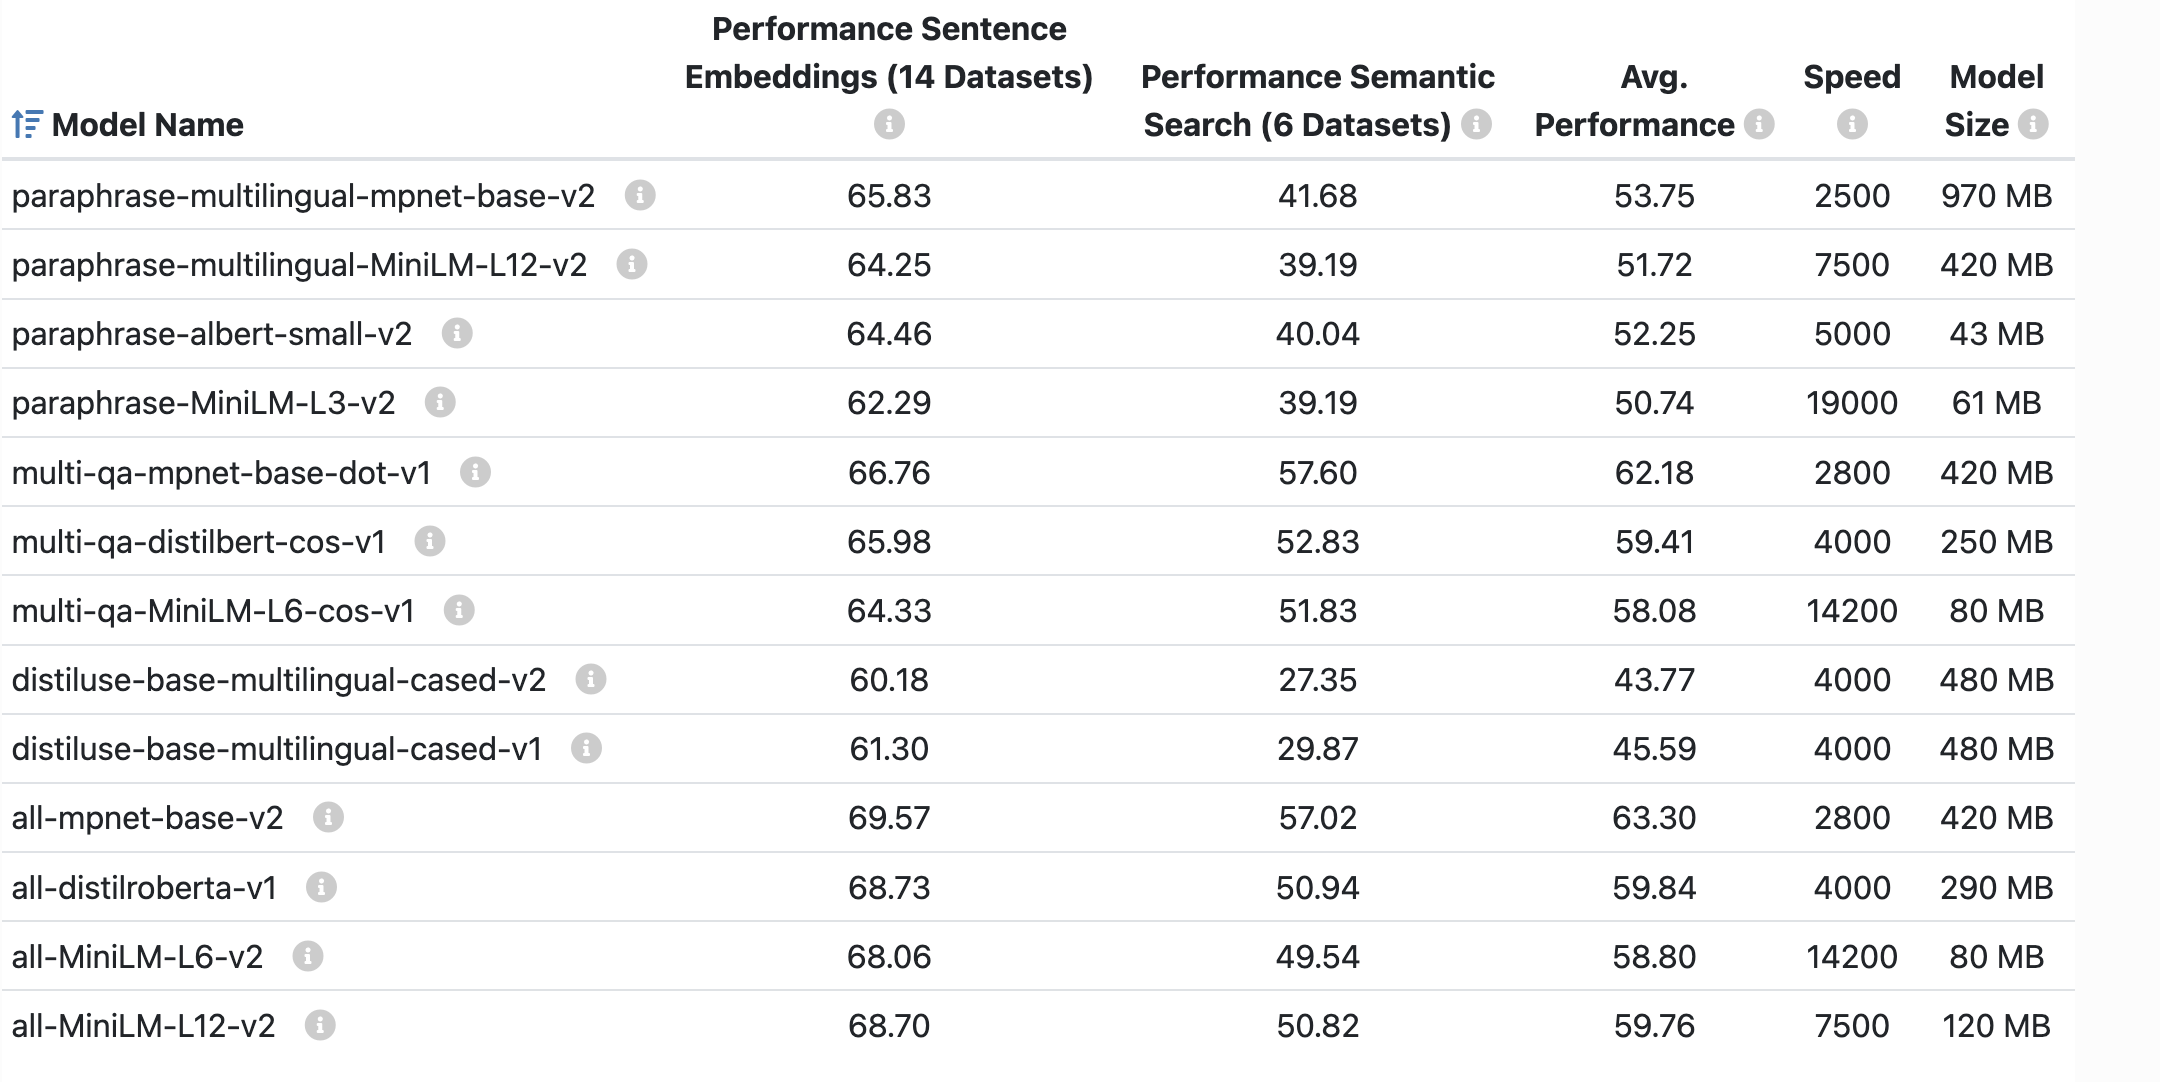 Model Name Performance Sentence Embeddings (14 Datasets) Performance Semantic Search (6 Datasets) Avg. Performance Speed Model Size
paraphrase-multilingual-mpnet-base-v2 65.83 41.68 53.75 2500 970 MB
paraphrase-multilingual-MiniLM-L12-v2 64.25 39.19 51.72 7500 420 MB
paraphrase-albert-small-v2 64.46 40.04 52.25 5000 43 MB
paraphrase-MiniLM-L3-v2 62.29 39.19 50.74 19000 61 MB
multi-qa-mpnet-base-dot-v1 66.76 57.60 62.18 2800 420 MB
multi-qa-distilbert-cos-v1 65.98 52.83 59.41 4000 250 MB
multi-qa-MiniLM-L6-cos-v1 64.33 51.83 58.08 14200 80 MB
distiluse-base-multilingual-cased-v2 60.18 27.35 43.77 4000 480 MB
distiluse-base-multilingual-cased-v1 61.30 29.87 45.59 4000 480 MB
all-mpnet-base-v2 69.57 57.02 63.30 2800 420 MB
all-distilroberta-v1 68.73 50.94 59.84 4000 290 MB
all-MiniLM-L6-v2 68.06 49.54 58.80 14200 80 MB
all-MiniLM-L12-v2 68.70 50.82 59.76 7500 120 MB